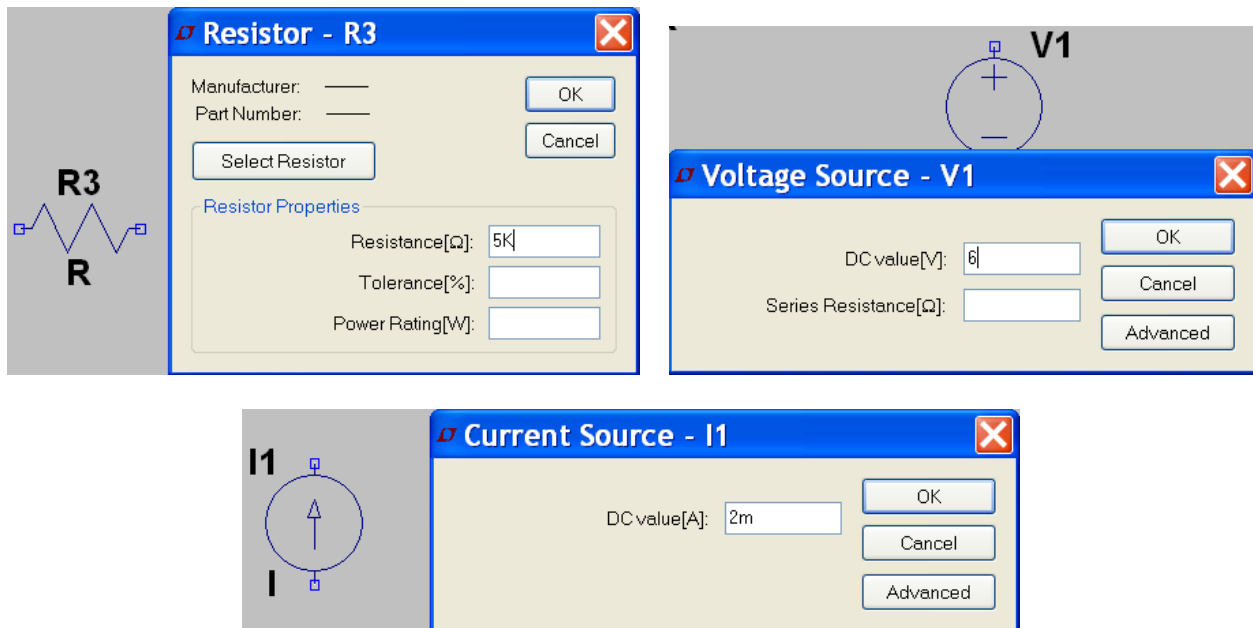 Resistor - R3
Manufacturer: ——
Part Number: ——
OK
Cancel
Select Resistor
R3
R
Resistor Properties
Resistance[Ω]: 5K
Tolerance[%]:
Power Rating[W]:
V1
+
—
Voltage Source - V1
DC value[V]: 6
Series Resistance[Ω]:
OK
Cancel
Advanced
I1
I
Current Source - I1
DC value[A]: 2m
OK
Cancel
Advanced